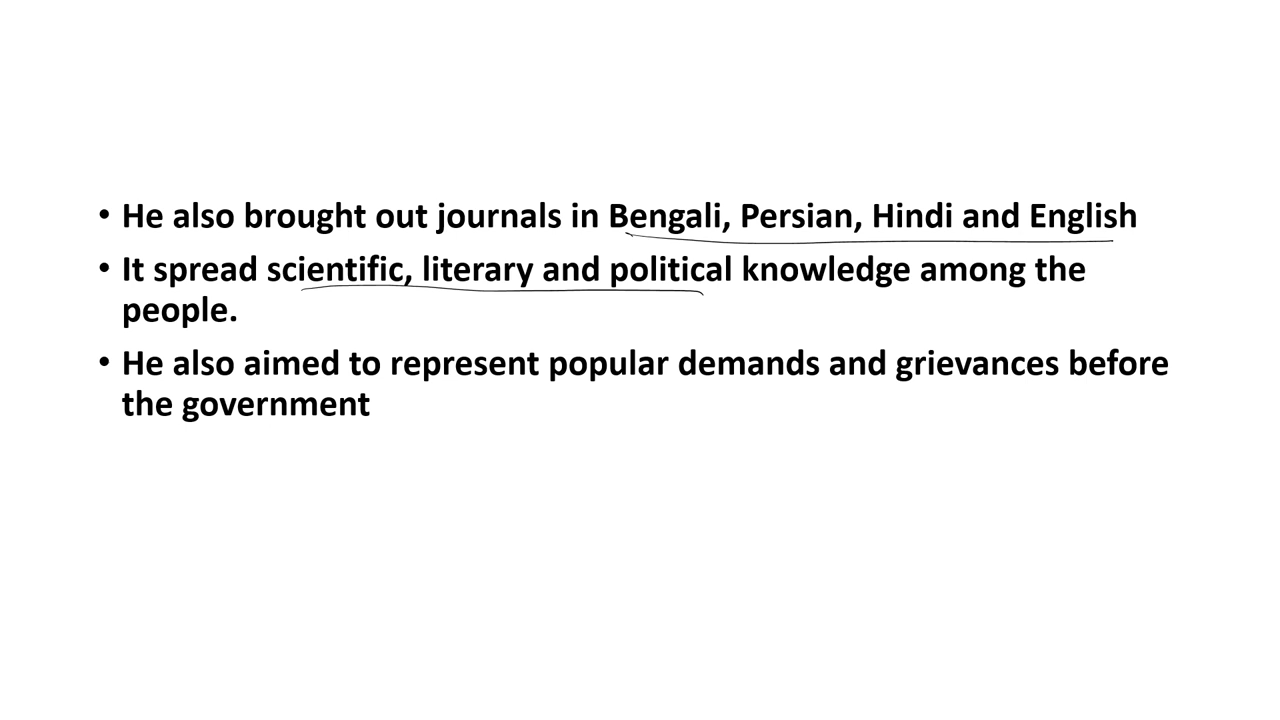 • He also brought out journals in Bengali, Persian, Hindi and English
• It spread scientific, literary and political knowledge among the
people.
• He also aimed to represent popular demands and grievances before
the government